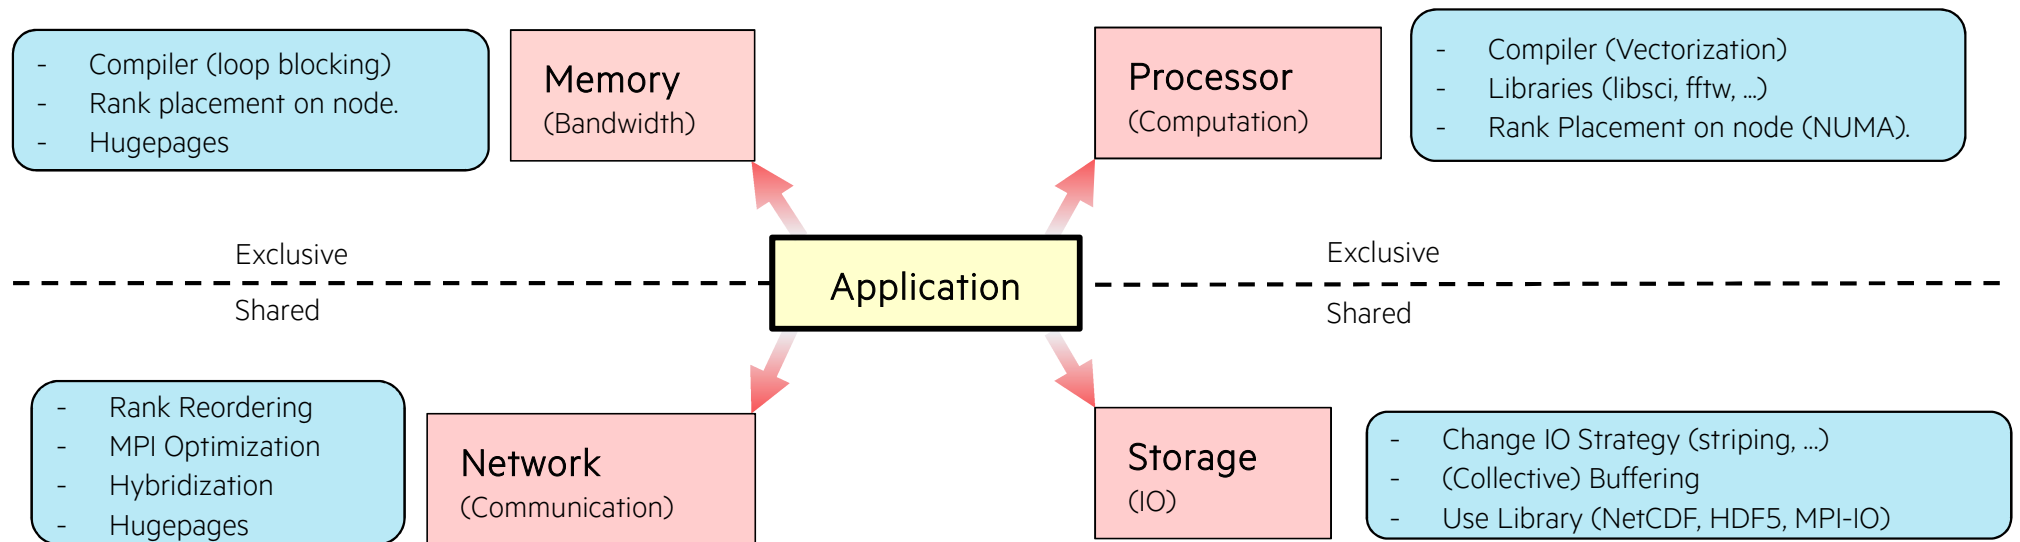 - Compiler (loop blocking)
- Rank placement on node.
- Hugepages
Memory
(Bandwidth)
Processor
(Computation)
- Compiler (Vectorization)
- Libraries (libsci, fftw, ...)
- Rank Placement on node (NUMA).
Exclusive
Shared
Application
Exclusive
Shared
- Rank Reordering
- MPI Optimization
- Hybridization
- Hugepages
Network
(Communication)
Storage
(IO)
- Change IO Strategy (striping, ...)
- (Collective) Buffering
- Use Library (NetCDF, HDF5, MPI-IO)